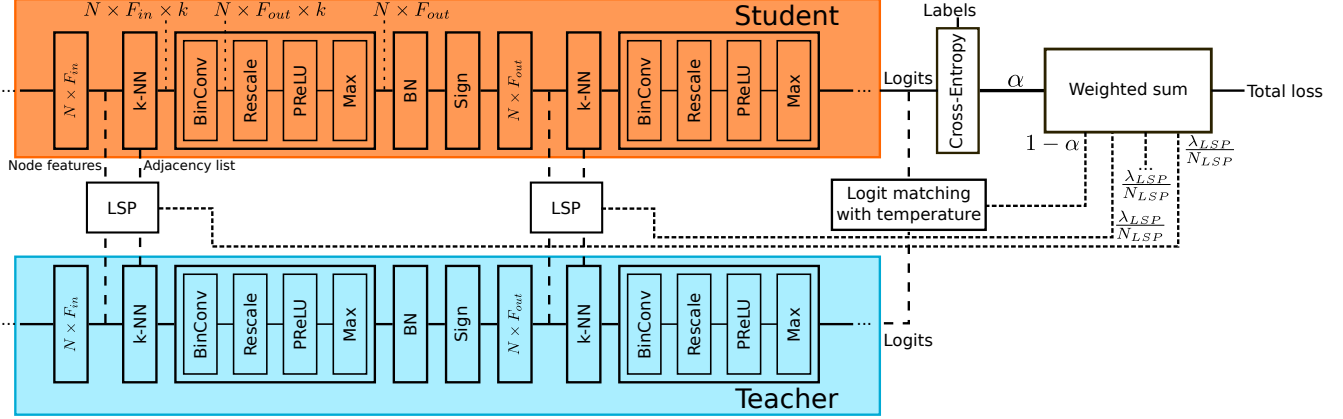 N × F_in × k
N × F_out × k
N × F_out
Student
Labels
...
N × F_in
k-NN
BinConv
Rescale
PReLU
Max
BN
Sign
N × F_out
k-NN
BinConv
Rescale
PReLU
Max
...
Logits
Cross-Entropy
α
Weighted sum
Total loss
Node features
Adjacency list
1 − α
λ_LSP
N_LSP
...
λ_LSP
N_LSP
LSP
LSP
Logit matching
with temperature
λ_LSP
N_LSP
...
N × F_in
k-NN
BinConv
Rescale
PReLU
Max
BN
Sign
N × F_out
k-NN
BinConv
Rescale
PReLU
Max
...
Logits
Teacher